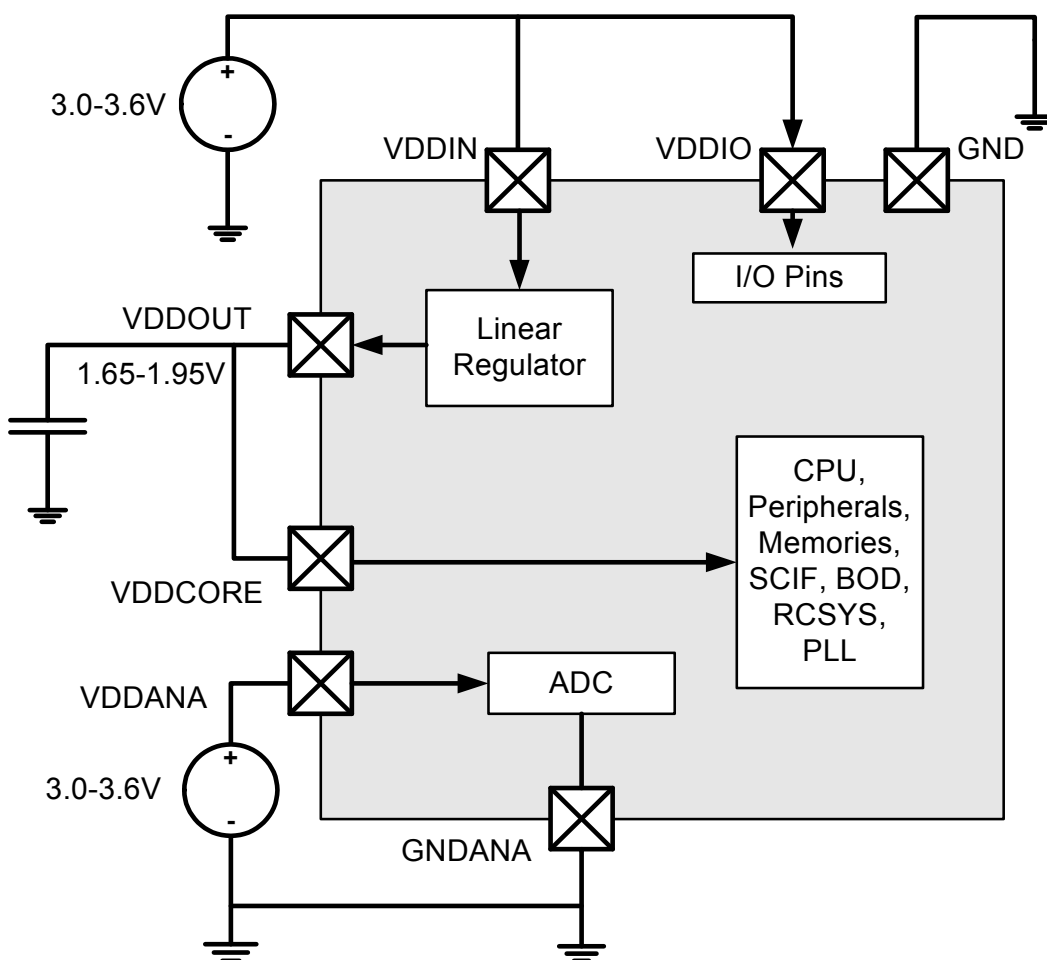 +
3.0-3.6V
-
VDDIN
VDDIO
GND
I/O Pins
VDDOUT
Linear
Regulator
1.65-1.95V
CPU,
Peripherals,
Memories,
SCIF, BOD,
RCSYS,
PLL
VDDCORE
ADC
VDDANA
+
3.0-3.6V
-
GNDANA